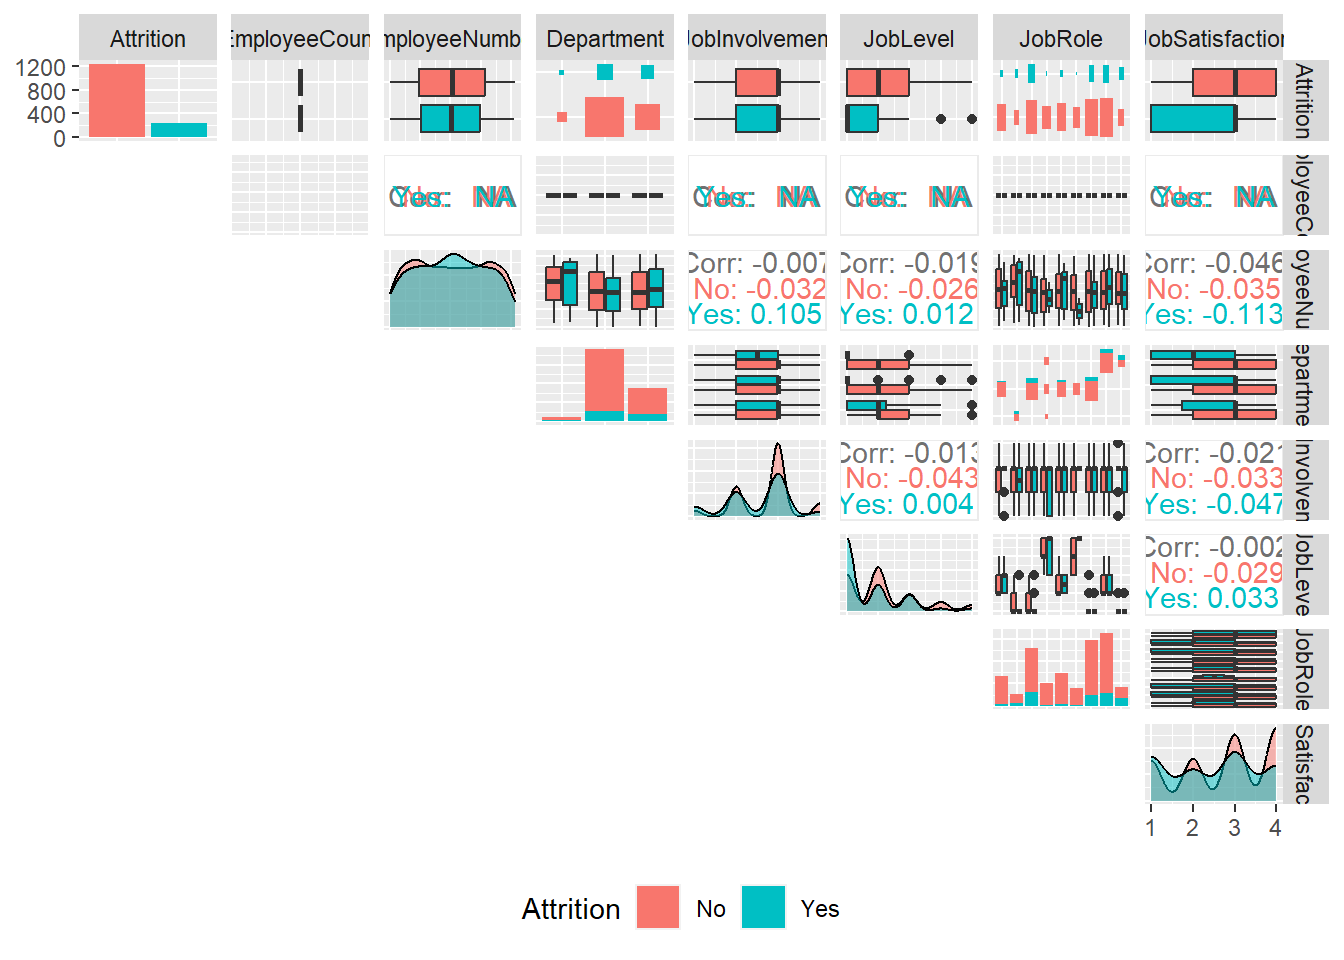 Attrition
EmployeeCoun
mployeeNumb
Department
JobInvolvemen
JobLevel
JobRole
JobSatisfaction
1200
800
400
0
Attrition
Yes: NA
Yes: NA
Yes: NA
Yes: NA
ployeeCo
Corr: -0.007
No: -0.032
Yes: 0.105
Corr: -0.019
No: -0.026
Yes: 0.012
Corr: -0.046
No: -0.035
Yes: -0.113
oyeeNu
epartme
Corr: -0.013
No: -0.043
Yes: 0.004
Corr: -0.021
No: -0.033
Yes: -0.047
Involven
Corr: -0.002
No: -0.029
Yes: 0.033
JobLeve
JobRole
Satisfac
1 2 3 4
Attrition No Yes